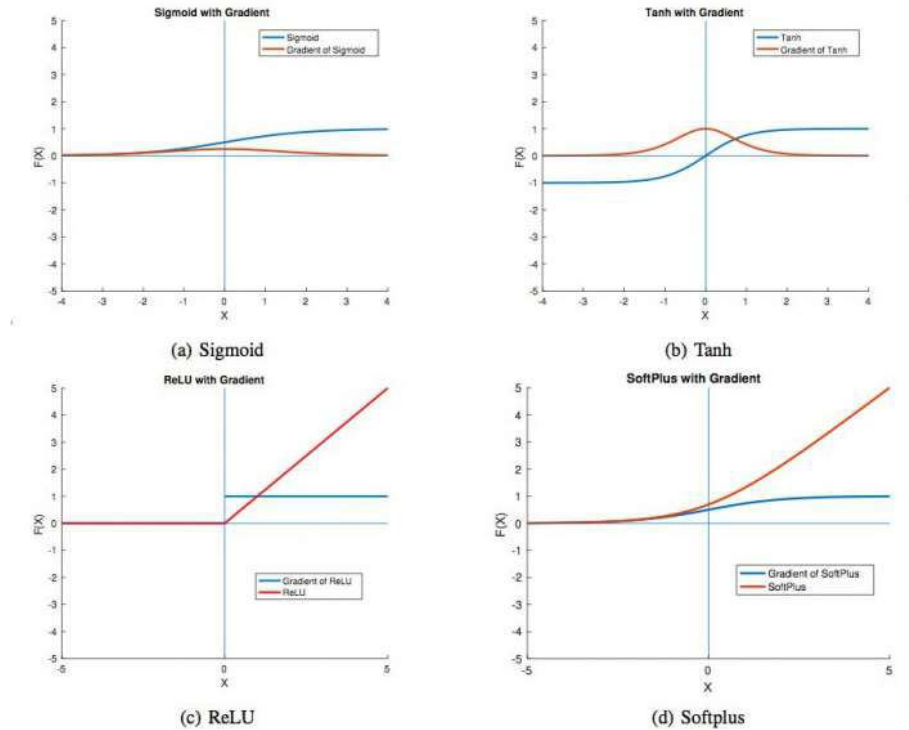 Sigmoid with Gradient
5
4
3
2
1
0
-1
-2
-3
-4
-5
F(X)
Sigmoid
Gradient of Sigmoid
-4 -3 -2 -1 0 1 2 3 4
X
(a) Sigmoid
Tanh with Gradient
5
4
3
2
1
0
-1
-2
-3
-4
-5
F(X)
Tanh
Gradient of Tanh
-4 -3 -2 -1 0 1 2 3 4
X
(b) Tanh
ReLU with Gradient
5
4
3
2
1
0
-1
-2
-3
-4
-5
F(X)
Gradient of ReLU
ReLU
-5 0 5
X
(c) ReLU
SoftPlus with Gradient
5
4
3
2
1
0
-1
-2
-3
-4
-5
F(X)
Gradient of SoftPlus
SoftPlus
-5 0 5
X
(d) Softplus